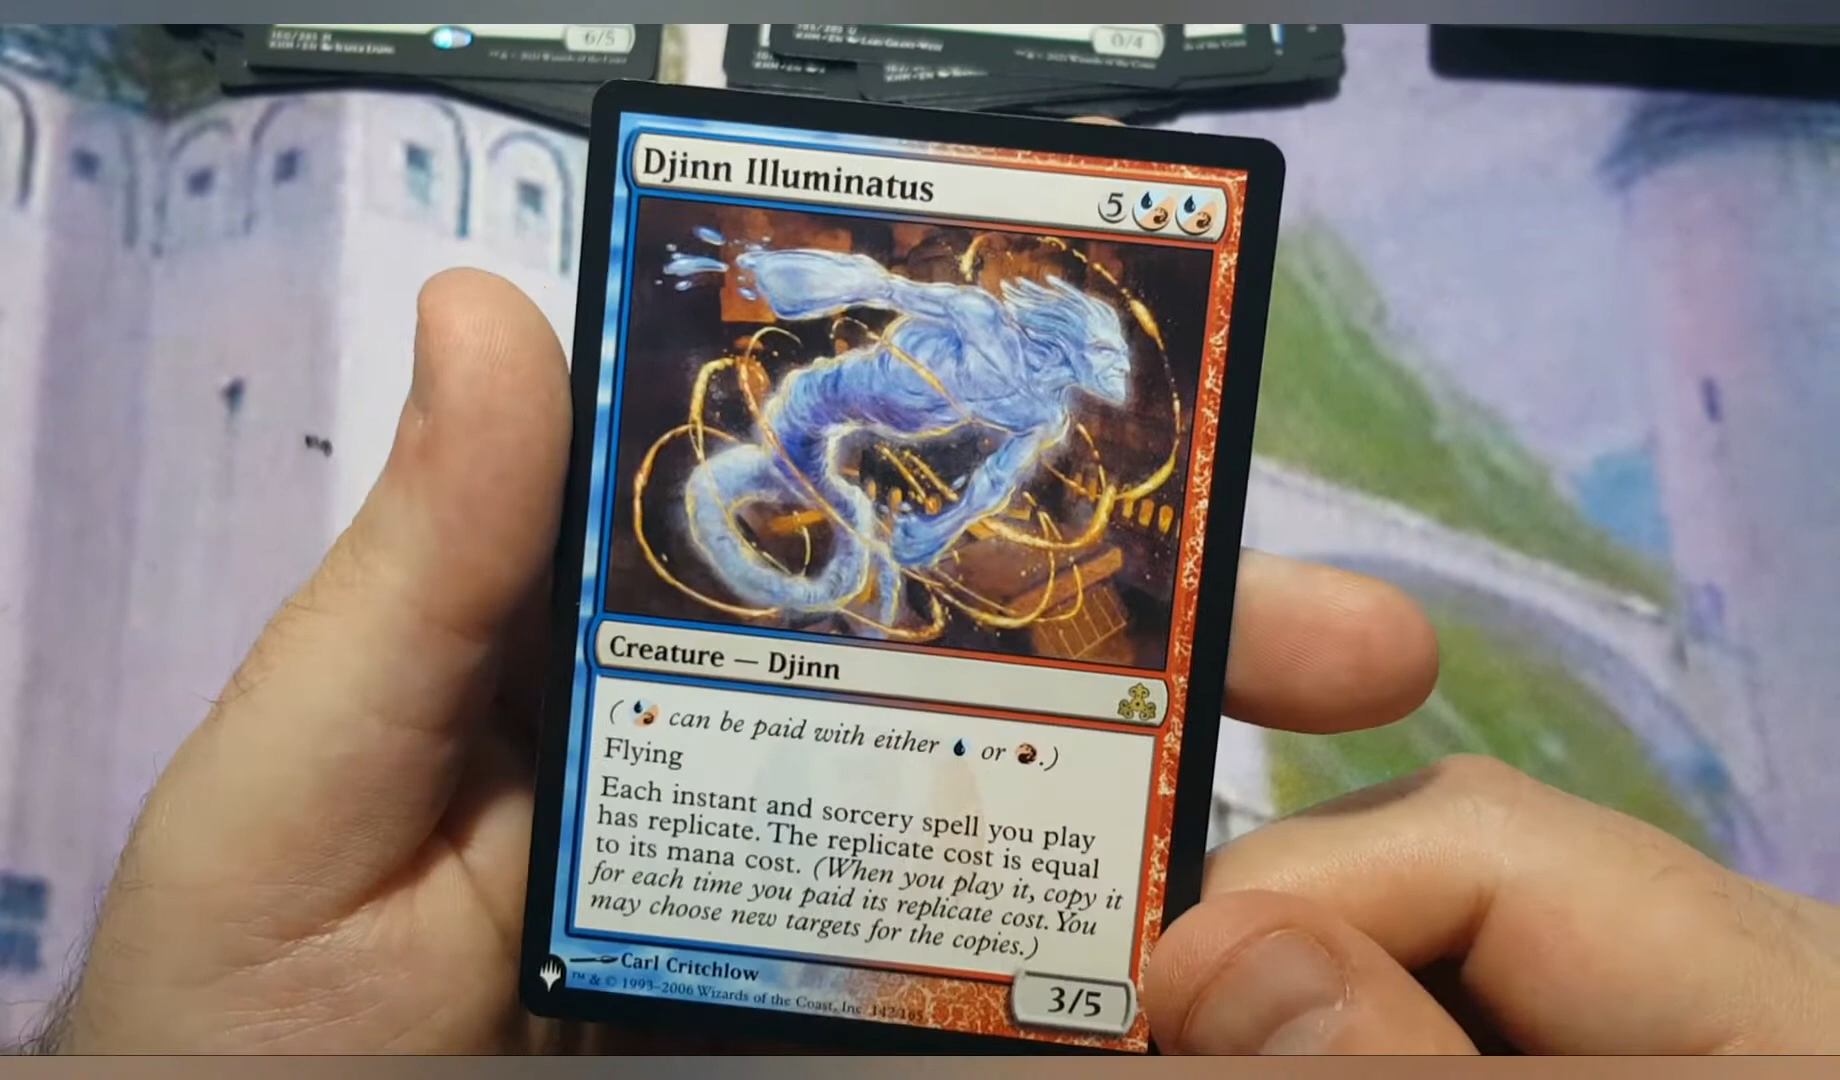 6/5
0/4
Djinn Illuminatus
5
Creature — Djinn
( can be paid with either or .)
Flying
Each instant and sorcery spell you play
has replicate. The replicate cost is equal
to its mana cost. (When you play it, copy it
for each time you paid its replicate cost. You
may choose new targets for the copies.)
Carl Critchlow
™ & © 1993–2006 Wizards of the Coast, Inc. 142/165
3/5